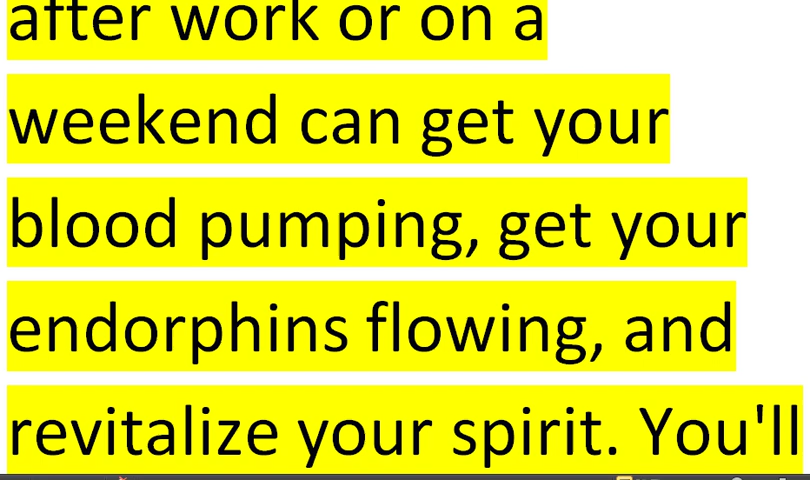 after work or on a
weekend can get your
blood pumping, get your
endorphins flowing, and
revitalize your spirit. You'll